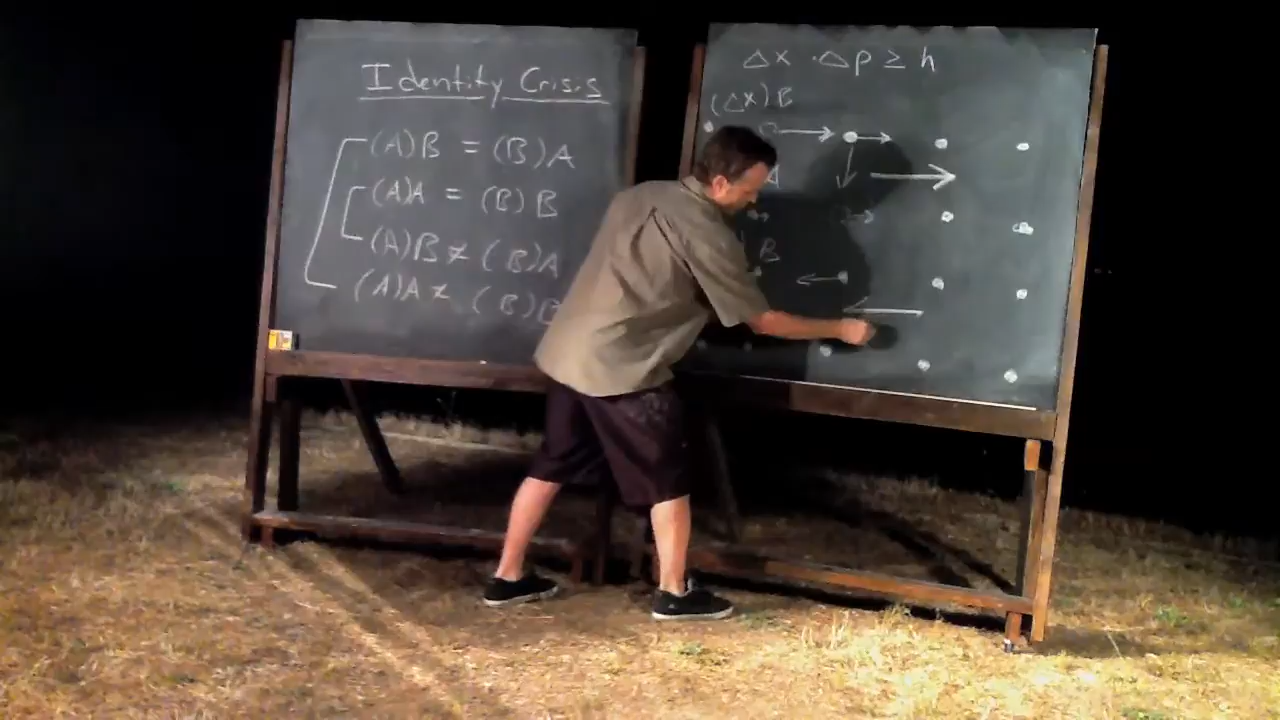 Identity Crisis
(A)B = (B)A
(A)A = (B)B
(A)B ≠ (B)A
(A)A ≠ (B)B
Δx · Δp ≥ h
(Δx)B
A
B